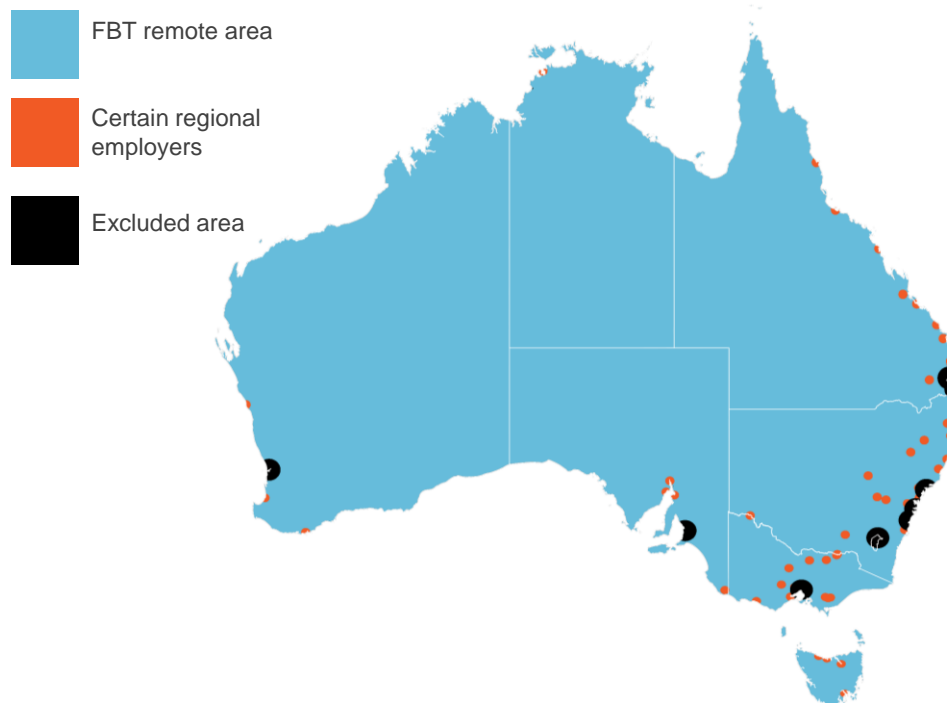 FBT remote area
Certain regional
employers
Excluded area